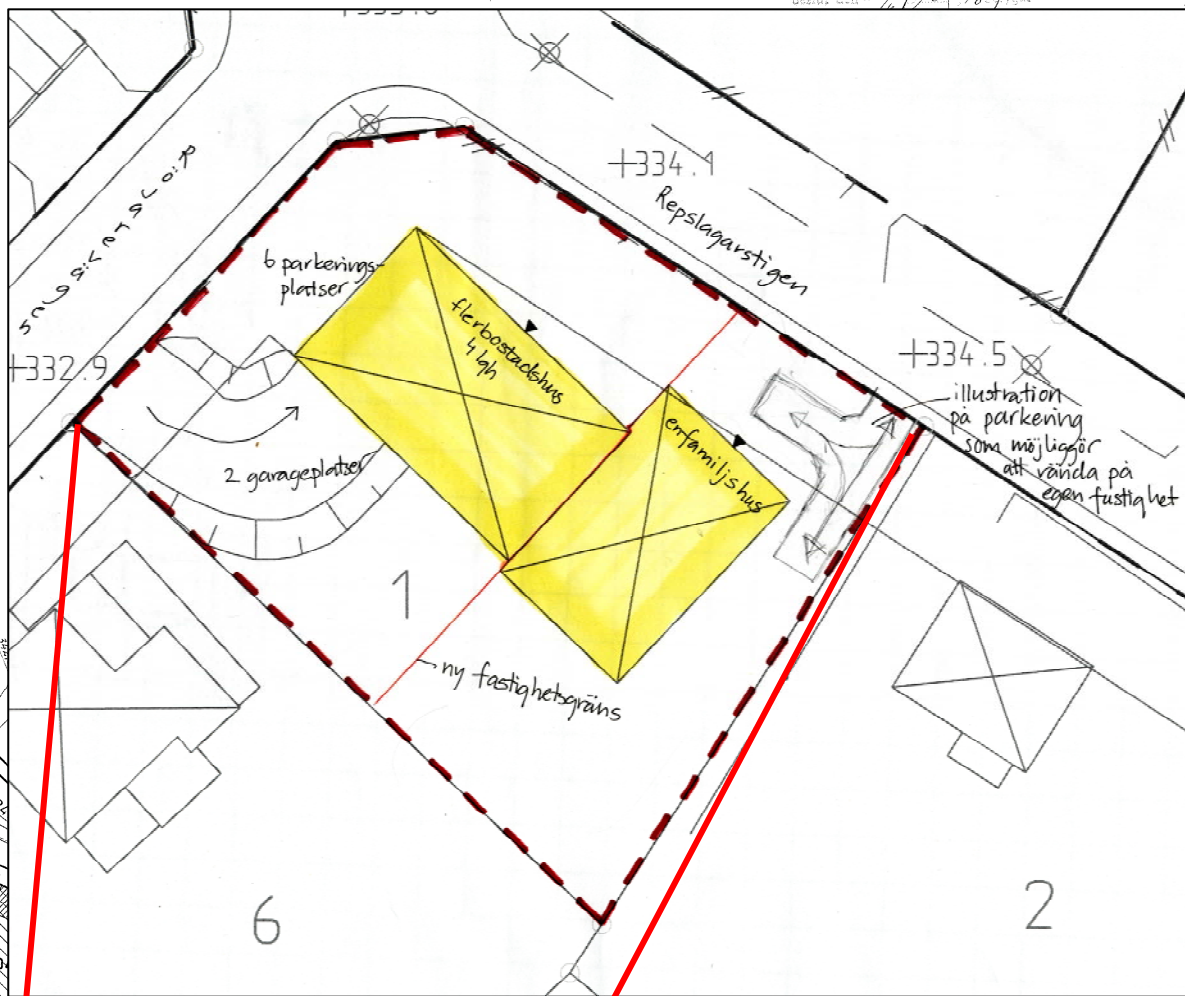 +334.1
Repslagarstigen
6 parkerings-
platser
flerbostadshus
4 lgh
+332.9
+334.5
enfamiljshus
illustration
på parkering
som möjliggör
att vända på
egen fastighet
2 garageplatser
1
ny fastighetsgräns
6
2